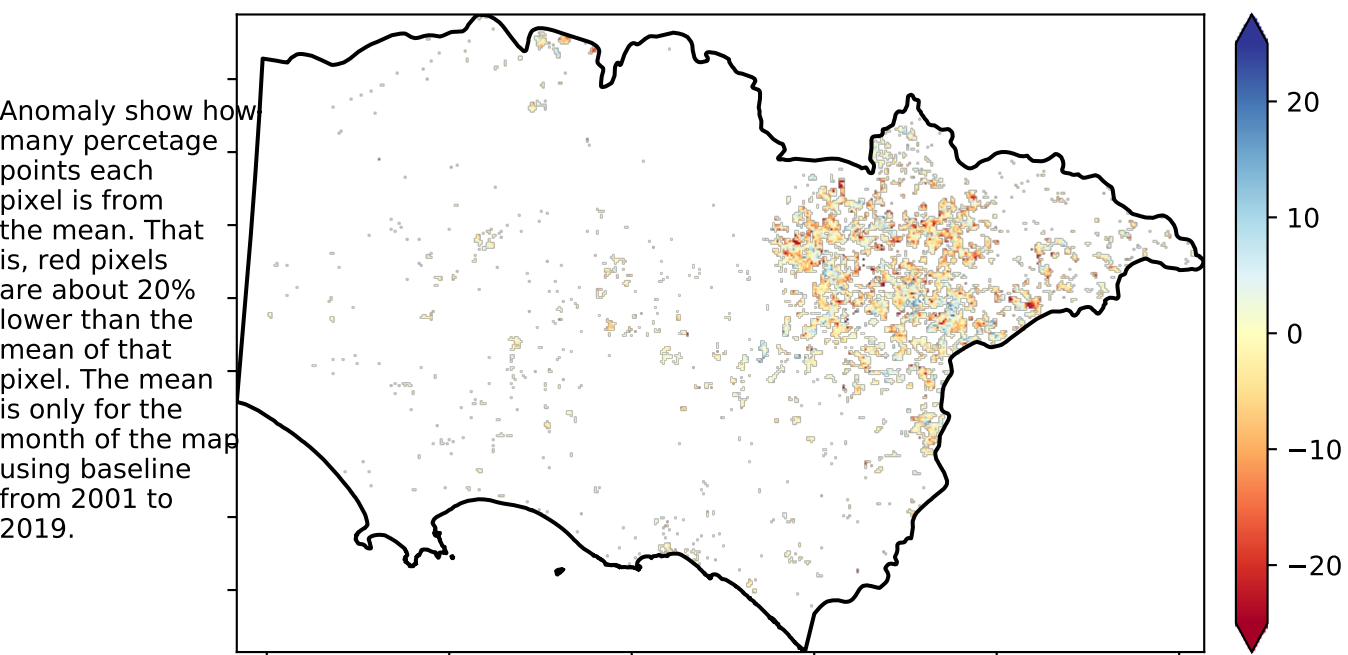 Anomaly show how
many percetage
points each
pixel is from
the mean. That
is, red pixels
are about 20%
lower than the
mean of that
pixel. The mean
is only for the
month of the map
using baseline
from 2001 to
2019.
20
10
0
−10
−20